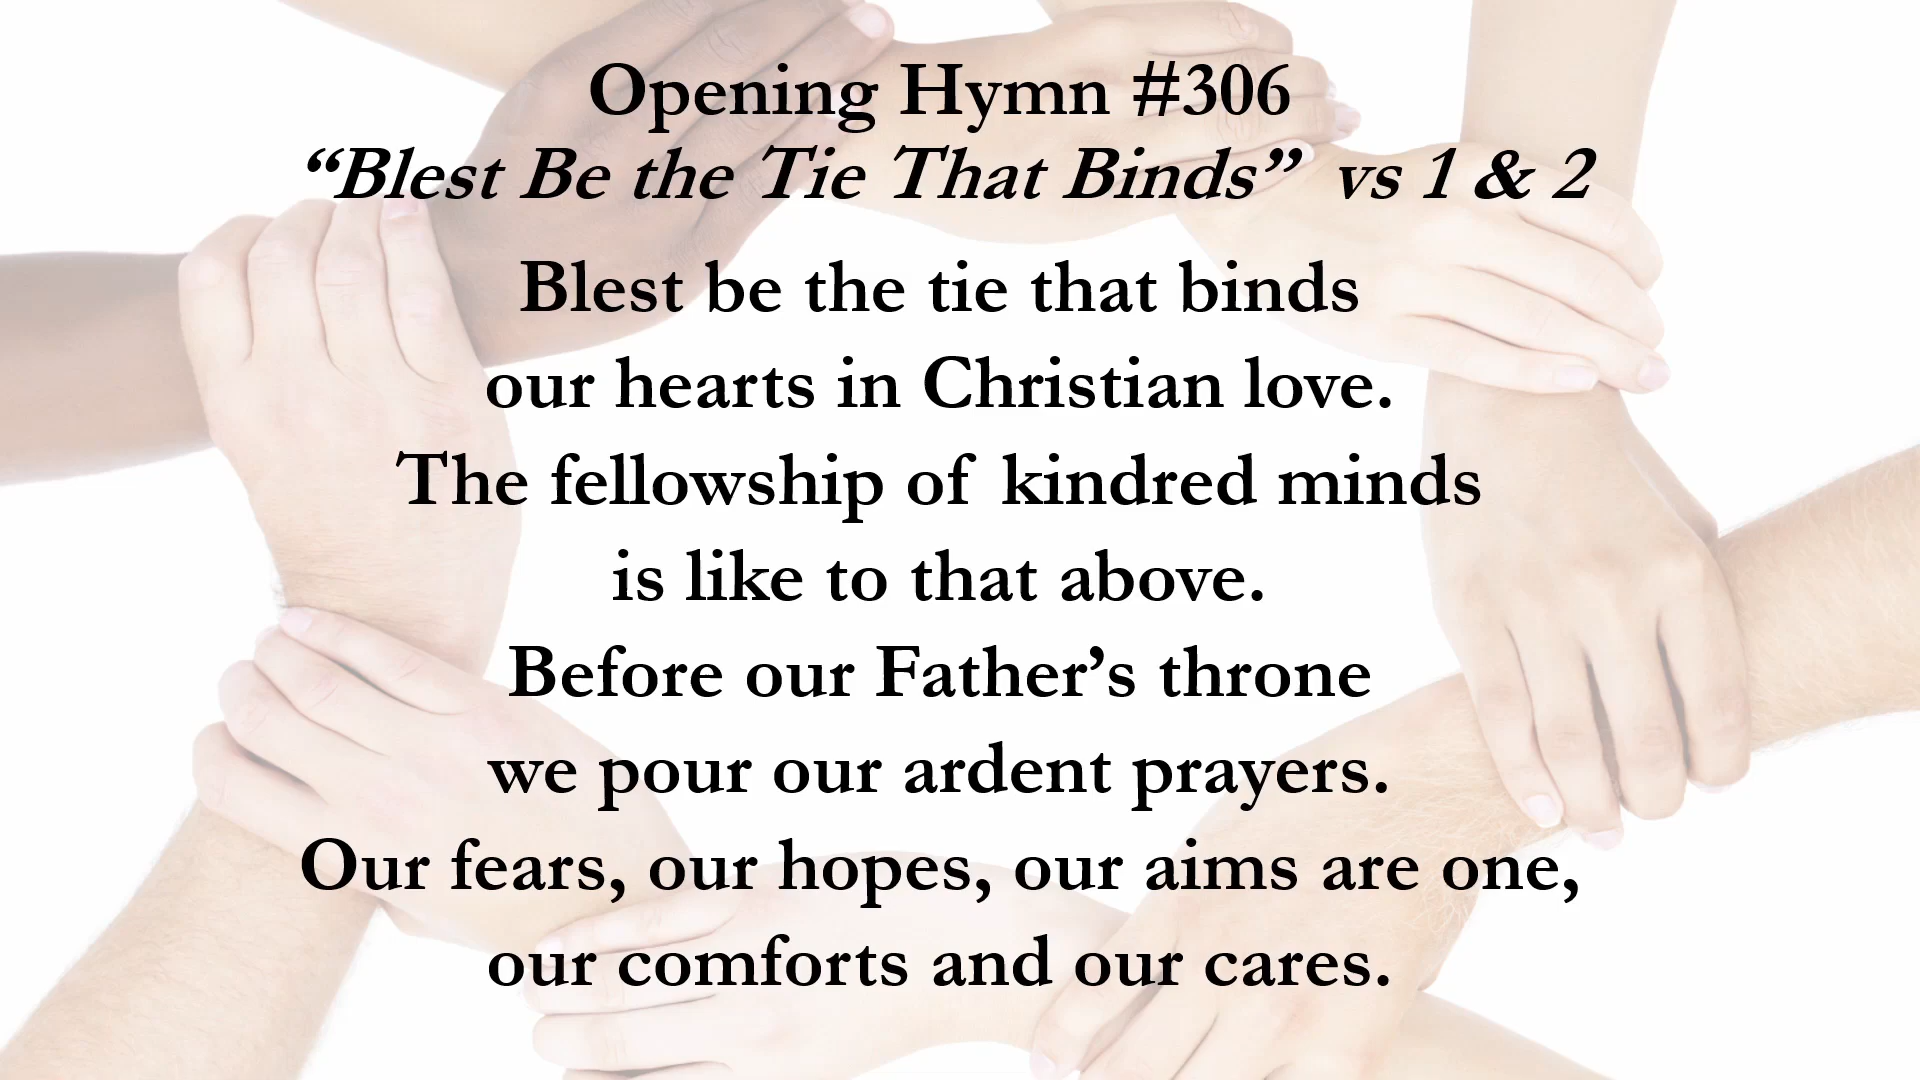 Opening Hymn #306
“Blest Be the Tie That Binds” vs 1 & 2
Blest be the tie that binds
our hearts in Christian love.
The fellowship of kindred minds
is like to that above.
Before our Father’s throne
we pour our ardent prayers.
Our fears, our hopes, our aims are one,
our comforts and our cares.